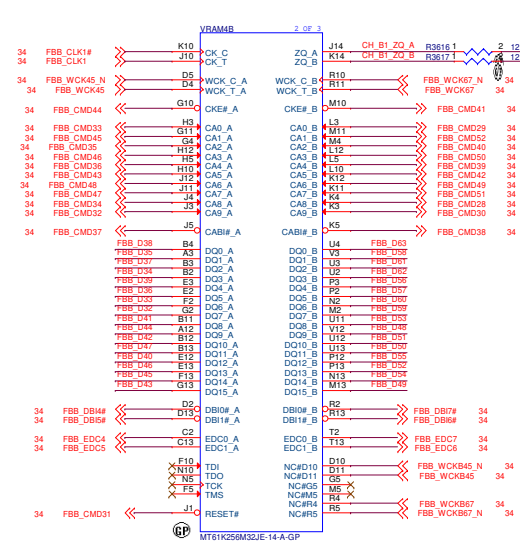 VRAM4B 2 OF 3
34 FBB_CLK1# K10 CK_C ZQ_A J14 CH_B1_ZQ_A R3616 1 2 12
34 FBB_CLK1 J10 CK_T ZQ_B K14 CH_B1_ZQ_B R3617 1 2 12
34 FBB_WCK45_N D5 WCK_C_A WCK_C_B R10 FBB_WCK67_N 34
34 FBB_WCK45 D4 WCK_T_A WCK_T_B R11 FBB_WCK67 34
34 FBB_CMD44 G10 CKE#_A CKE#_B M10 FBB_CMD41 34
34 FBB_CMD33 H3 CA0_A CA0_B L3 FBB_CMD29 34
34 FBB_CMD45 G11 CA1_A CA1_B M11 FBB_CMD52 34
34 FBB_CMD35 G4 CA2_A CA2_B M4 FBB_CMD40 34
34 FBB_CMD46 H12 CA3_A CA3_B L12 FBB_CMD50 34
34 FBB_CMD36 H5 CA4_A CA4_B L5 FBB_CMD39 34
34 FBB_CMD43 H10 CA5_A CA5_B L10 FBB_CMD42 34
34 FBB_CMD48 J12 CA6_A CA6_B K12 FBB_CMD49 34
34 FBB_CMD47 J11 CA7_A CA7_B K11 FBB_CMD51 34
34 FBB_CMD34 J4 CA8_A CA8_B K4 FBB_CMD28 34
34 FBB_CMD32 J3 CA9_A CA9_B K3 FBB_CMD30 34
34 FBB_CMD37 J5 CABI#_A CABI#_B K5 FBB_CMD38 34
FBB_D38 B4 DQ0_A DQ0_B U4 FBB_D63
FBB_D35 A3 DQ1_A DQ1_B V3 FBB_D58
FBB_D37 B3 DQ2_A DQ2_B U3 FBB_D61
FBB_D34 B2 DQ3_A DQ3_B U2 FBB_D62
FBB_D39 E3 DQ4_A DQ4_B P3 FBB_D56
FBB_D36 E2 DQ5_A DQ5_B P2 FBB_D57
FBB_D33 F2 DQ6_A DQ6_B N2 FBB_D60
FBB_D32 G2 DQ7_A DQ7_B M2 FBB_D59
FBB_D41 B11 DQ8_A DQ8_B U11 FBB_D53
FBB_D44 A12 DQ9_A DQ9_B V12 FBB_D48
FBB_D42 B12 DQ10_A DQ10_B U12 FBB_D51
FBB_D47 B13 DQ11_A DQ11_B U13 FBB_D50
FBB_D40 E12 DQ12_A DQ12_B P12 FBB_D55
FBB_D46 E13 DQ13_A DQ13_B P13 FBB_D52
FBB_D45 F13 DQ14_A DQ14_B N13 FBB_D54
FBB_D43 G13 DQ15_A DQ15_B M13 FBB_D49
34 FBB_DBI4# D2 DBI0#_A DBI0#_B R2 FBB_DBI7# 34
34 FBB_DBI5# D13 DBI1#_A DBI1#_B R13 FBB_DBI6# 34
34 FBB_EDC4 C2 EDC0_A EDC0_B T2 FBB_EDC7 34
34 FBB_EDC5 C13 EDC1_A EDC1_B T13 FBB_EDC6 34
F10 TDI NC#D10 D10 FBB_WCKB45_N 34
N10 TDO NC#D11 D11 FBB_WCKB45 34
N5 TCK NC#G5 G5
F5 TMS NC#M5 M5
NC#R4 R4 FBB_WCKB67 34
34 FBB_CMD31 J1 RESET# NC#R5 R5 FBB_WCKB67_N 34
GP
MT61K256M32JE-14-A-GP